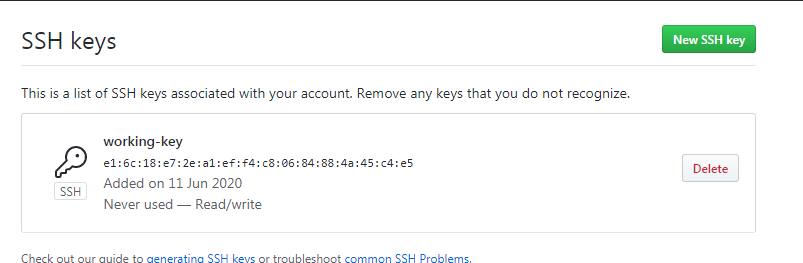 SSH keys
New SSH key
This is a list of SSH keys associated with your account. Remove any keys that you do not recognize.
working-key
e1:6c:18:e7:2e:a1:ef:f4:c8:06:84:88:4a:45:c4:e5
SSH
Added on 11 Jun 2020
Never used — Read/write
Delete
Check out our guide to generating SSH keys or troubleshoot common SSH Problems.